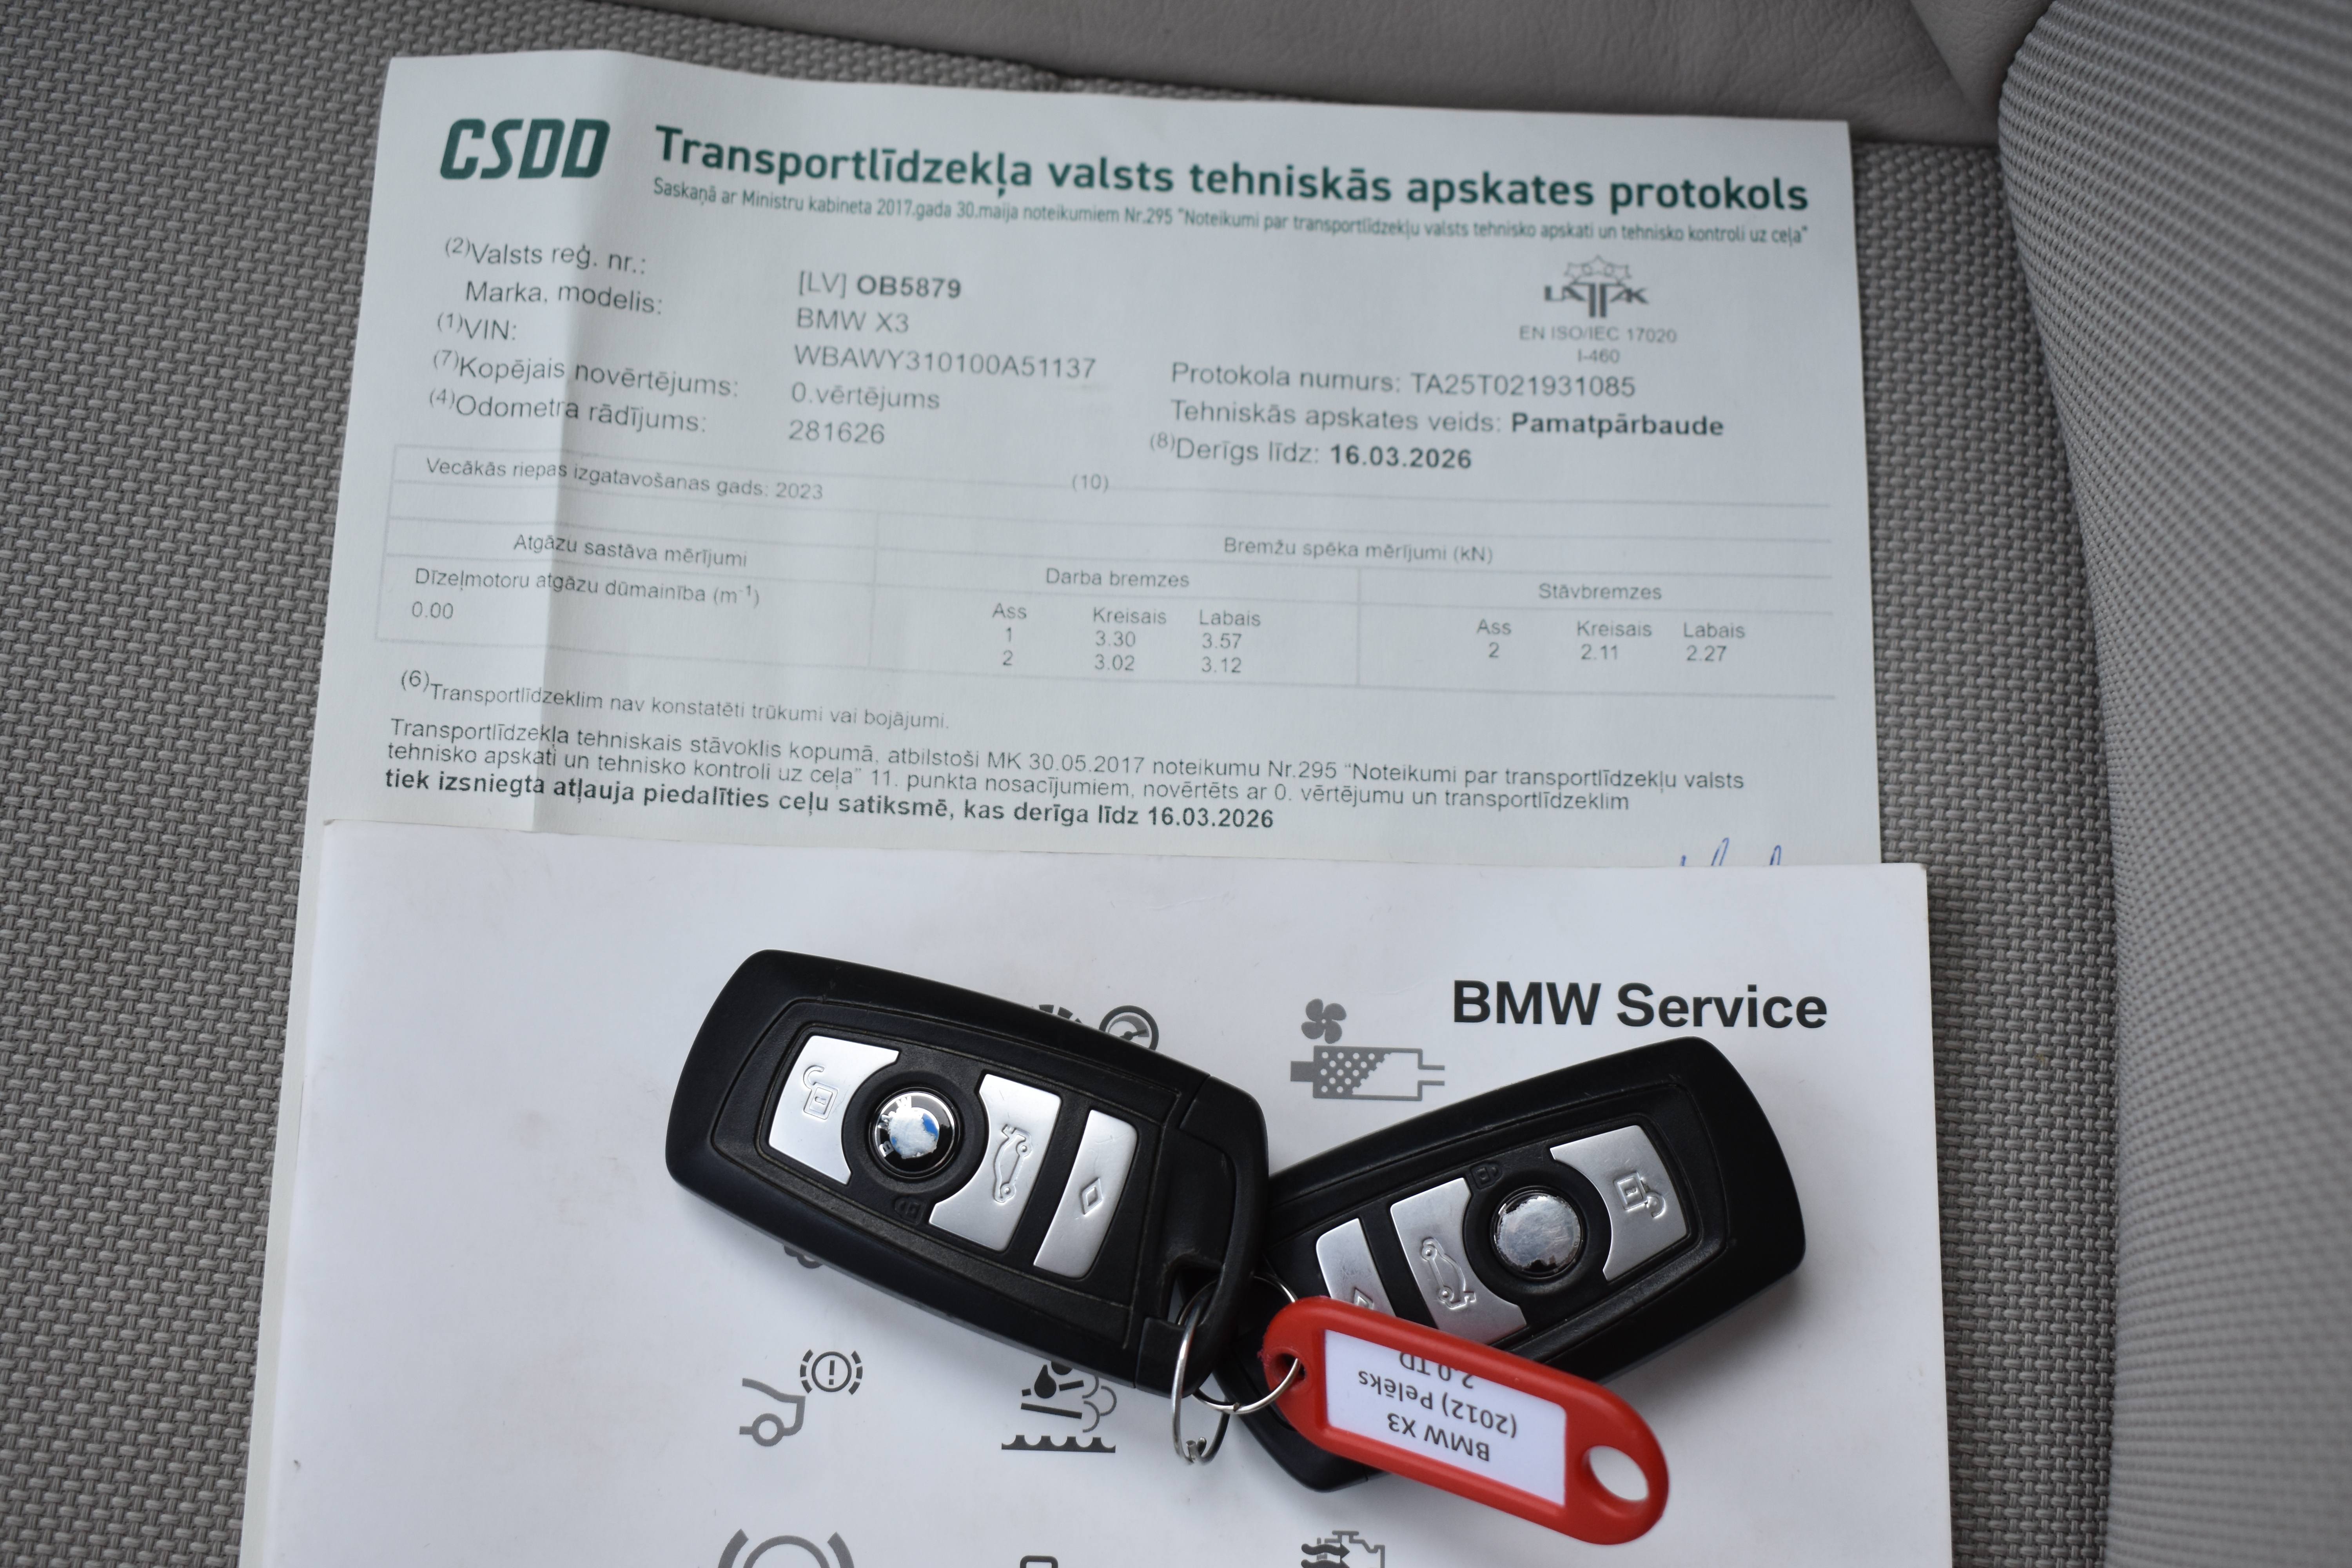 CSDD
Transportlīdzekļa valsts tehniskās apskates protokols
Saskaņā ar Ministru kabineta 2017.gada 30.maija noteikumiem Nr.295 "Noteikumi par transportlīdzekļu valsts tehnisko apskati un tehnisko kontroli uz ceļa"
(2)Valsts reģ. nr.: [LV] OB5879
Marka, modelis: BMW X3
(1)VIN: WBAWY310100A51137
(7)Kopējais novērtējums: 0.vērtējums
(4)Odometra rādījums: 281626
LATAK
EN ISO/IEC 17020
I-460
Protokola numurs: TA25T021931085
Tehniskās apskates veids: Pamatpārbaude
(8)Derīgs līdz: 16.03.2026
Vecākās riepas izgatavošanas gads: 2023 (10)
Atgāzu sastāva mērījumi
Dīzeļmotoru atgāzu dūmainība (m-1)
0.00
Bremžu spēka mērījumi (kN)
Darba bremzes
Ass Kreisais Labais
1 3.30 3.57
2 3.02 3.12
Stāvbremzes
Ass Kreisais Labais
2 2.11 2.27
(6)Transportlīdzeklim nav konstatēti trūkumi vai bojājumi.
Transportlīdzekļa tehniskais stāvoklis kopumā, atbilstoši MK 30.05.2017 noteikumu Nr.295 "Noteikumi par transportlīdzekļu valsts
tehnisko apskati un tehnisko kontroli uz ceļa" 11. punkta nosacījumiem, novērtēts ar 0. vērtējumu un transportlīdzeklim
tiek izsniegta atļauja piedalīties ceļu satiksmē, kas derīga līdz 16.03.2026
BMW Service
BMW X3
(2012) Pelēks
2.0 TD